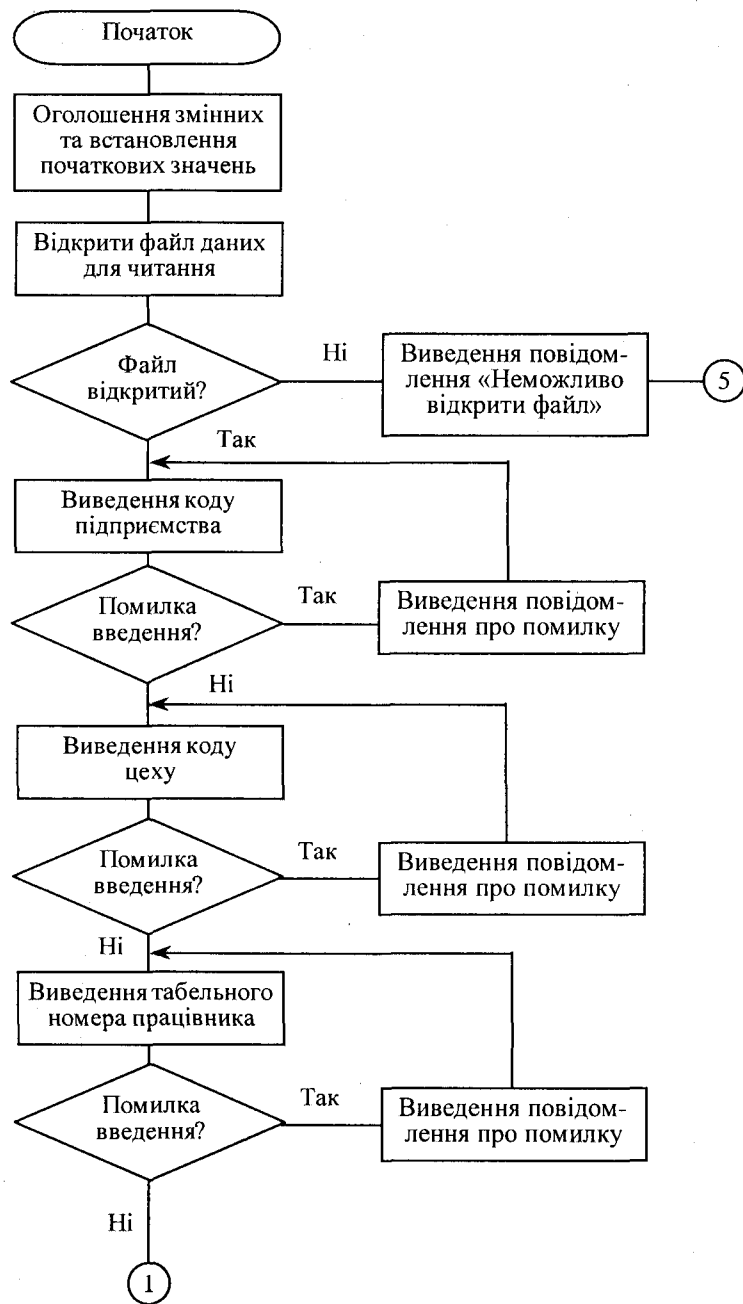 Початок
Оголошення змінних
та встановлення
початкових значень
Відкрити файл даних
для читання
Файл
відкритий?
Ні
Виведення повідом-
лення «Неможливо
відкрити файл»
5
Так
Виведення коду
підприємства
Помилка
введення?
Так
Виведення повідом-
лення про помилку
Ні
Виведення коду
цеху
Помилка
введення?
Так
Виведення повідом-
лення про помилку
Ні
Виведення табельного
номера працівника
Помилка
введення?
Так
Виведення повідом-
лення про помилку
Ні
1